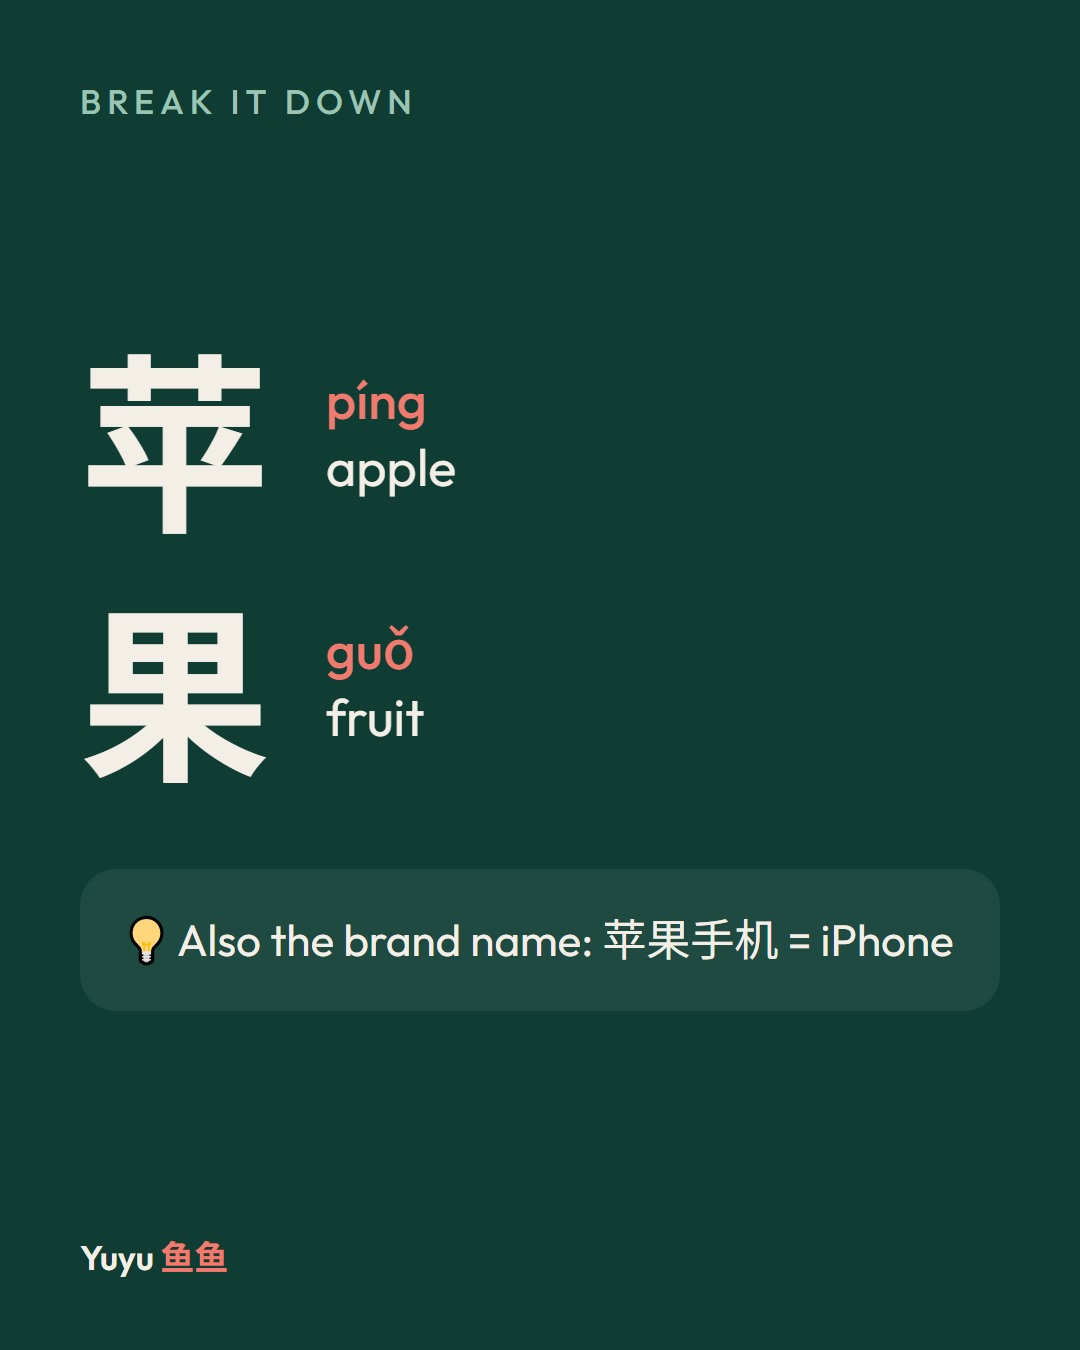 BREAK IT DOWN
苹
píng
apple
果
guǒ
fruit
💡 Also the brand name: 苹果手机 = iPhone
Yuyu 鱼鱼